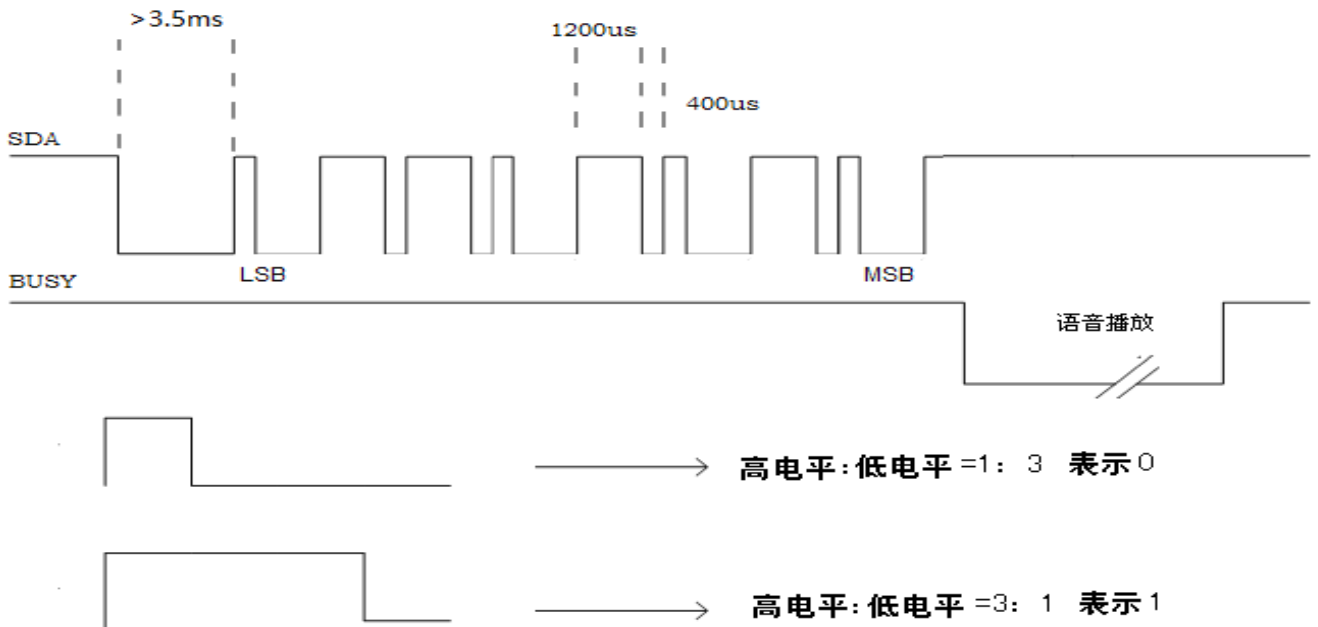 >3.5ms
1200us
400us
SDA
LSB
MSB
BUSY
语音播放
高电平:低电平=1: 3 表示0
高电平:低电平=3: 1 表示1